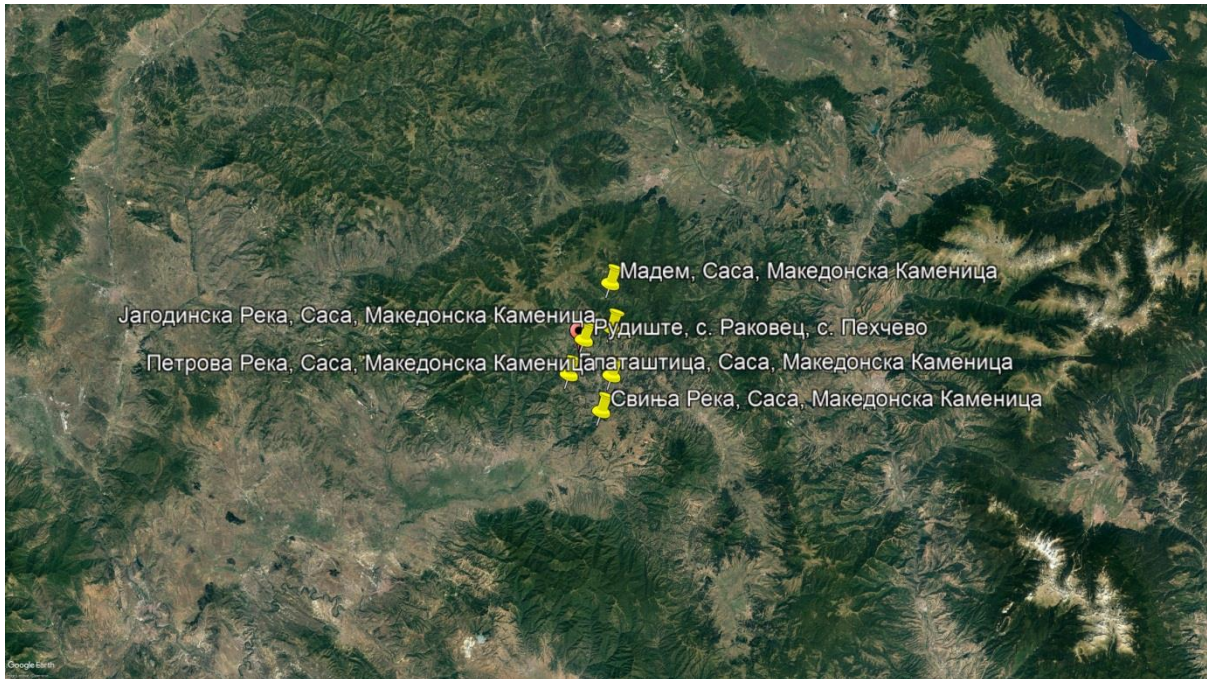 Мадем, Саса, Македонска Каменица
Јагодинска Река, Саса, Македонска Каменица
Рудиште, с. Раковец, с. Пехчево
Петрова Река, Саса, Македонска Каменица
Саса, Македонска Каменица
Свиња Река, Саса, Македонска Каменица
Google Earth